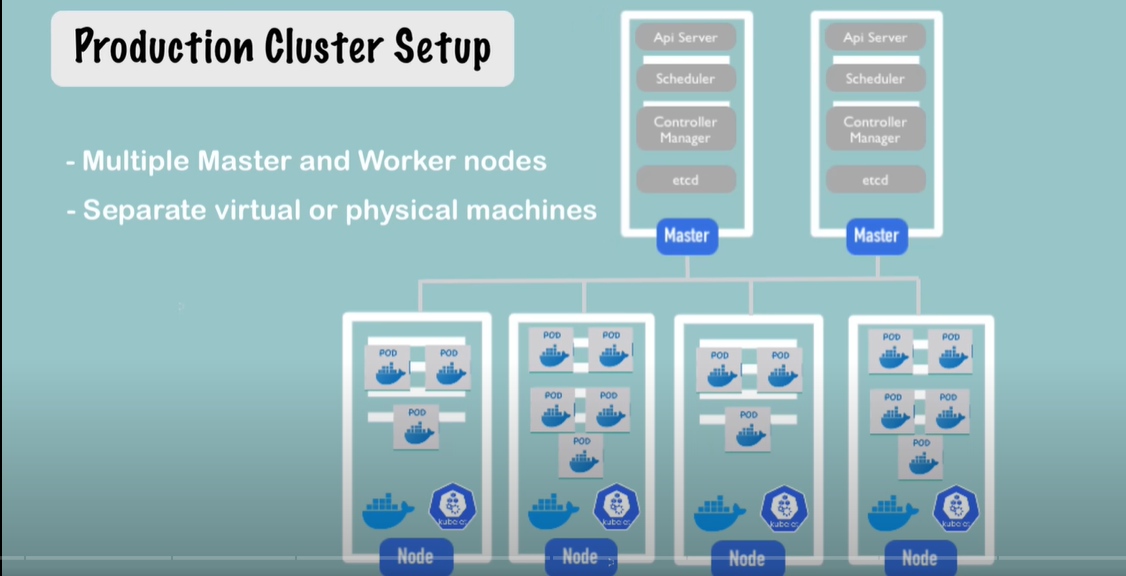 Production Cluster Setup
- Multiple Master and Worker nodes
- Separate virtual or physical machines
Api Server
Scheduler
Controller
Manager
etcd
Master
Api Server
Scheduler
Controller
Manager
etcd
Master
POD POD
POD
Node
POD POD
POD POD
POD
Node
POD POD
POD
Node
POD POD
POD POD
POD
Node